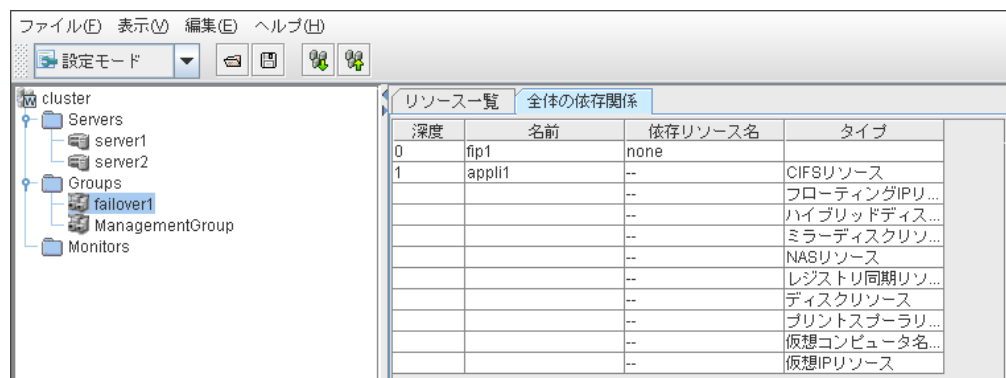 ファイル(F) 表示(V) 編集(E) ヘルプ(H)
設定モード
cluster
Servers
server1
server2
Groups
failover1
ManagementGroup
Monitors
リソース一覧 全体の依存関係
深度 名前 依存リソース名 タイプ
0 fip1 none
1 appli1 -- CIFSリソース
-- フローティングIPリ...
-- ハイブリッドディス...
-- ミラーディスクリソ...
-- NASリソース
-- レジストリ同期リソ...
-- ディスクリソース
-- プリントスプーラリ...
-- 仮想コンピュータ名...
-- 仮想IPリソース